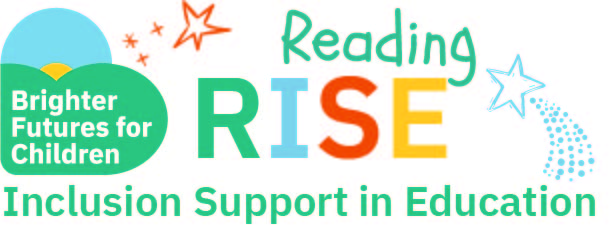 Brighter
Futures for
Children
Reading
RISE
Inclusion Support in Education